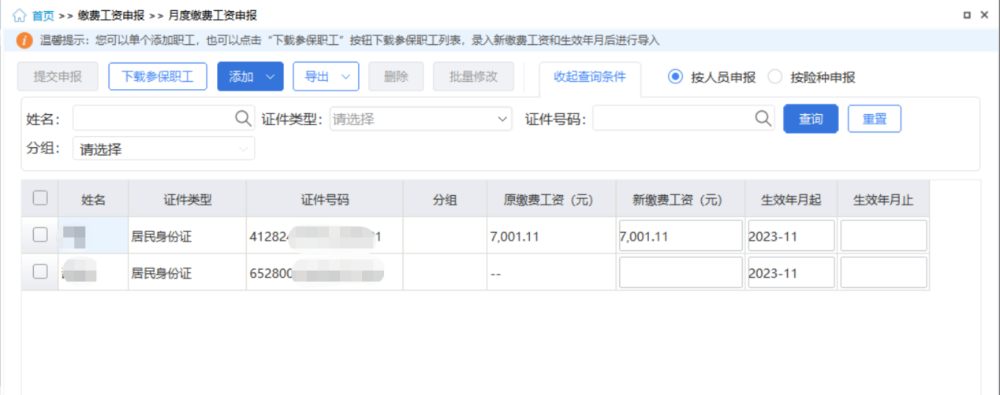 首页 >> 缴费工资申报 >> 月度缴费工资申报
温馨提示：您可以单个添加职工，也可以点击“下载参保职工”按钮下载参保职工列表，录入新缴费工资和生效年月后进行导入
提交申报 下载参保职工 添加 导出 删除 批量修改 收起查询条件 按人员申报 按险种申报
姓名： 证件类型： 请选择 证件号码： 查询 重置
分组： 请选择
姓名 证件类型 证件号码 分组 原缴费工资（元） 新缴费工资（元） 生效年月起 生效年月止
居民身份证 41282 1 7,001.11 7,001.11 2023-11
居民身份证 652800 -- 2023-11